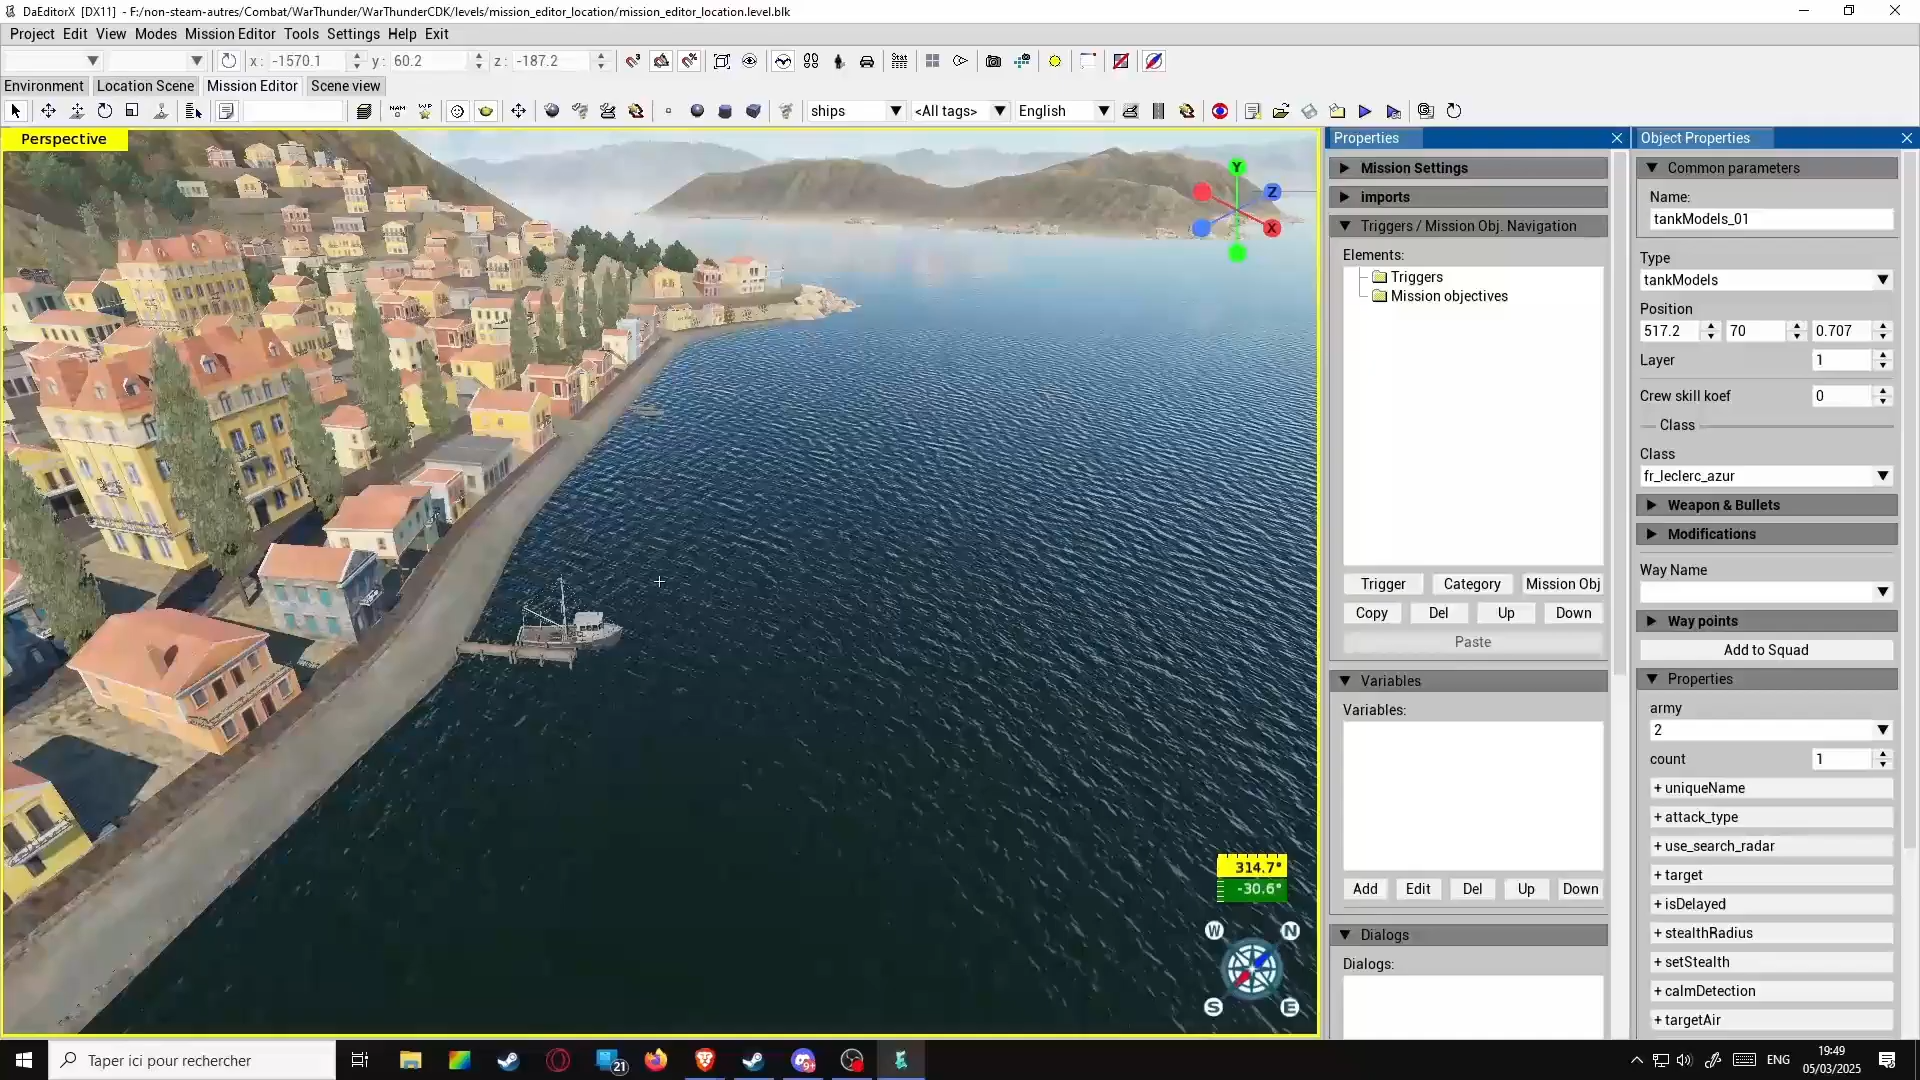 DaEditorX [DX11] - F:/non-steam-autres/Combat/WarThunder/WarThunderCDK/levels/mission_editor_location/mission_editor_location.level.blk
Project Edit View Modes Mission Editor Tools Settings Help Exit
x : -1570.1 y : 60.2 z : -187.2
Stat
Environment Location Scene Mission Editor Scene view
NAM WP ships <All tags> English
Perspective
Y
Z
X
314.7°
-30.6°
W N
S E
Properties
Mission Settings
imports
Triggers / Mission Obj. Navigation
Elements:
Triggers
Mission objectives
Trigger Category Mission Obj
Copy Del Up Down
Paste
Variables
Variables:
Add Edit Del Up Down
Dialogs
Dialogs:
Object Properties
Common parameters
Name:
tankModels_01
Type
tankModels
Position
517.2 70 0.707
Layer 1
Crew skill koef 0
Class
Class
fr_leclerc_azur
Weapon & Bullets
Modifications
Way Name
Way points
Add to Squad
Properties
army
2
count 1
+ uniqueName
+ attack_type
+ use_search_radar
+ target
+ isDelayed
+ stealthRadius
+ setStealth
+ calmDetection
+ targetAir
Taper ici pour rechercher
21
9+
ENG
19:49
05/03/2025